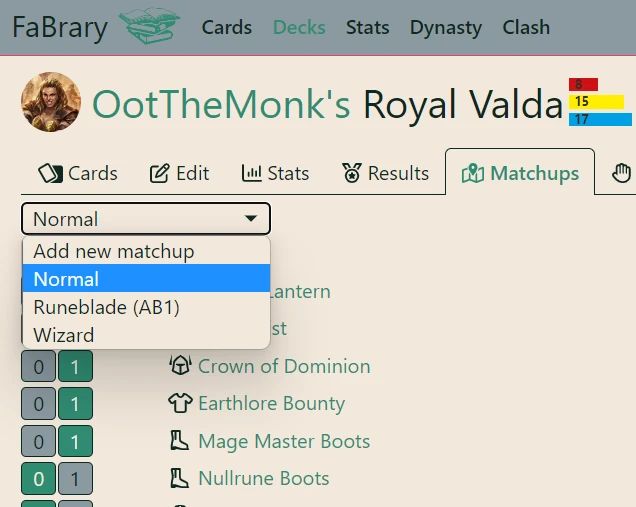 FaBrary Cards Decks Stats Dynasty Clash
OotTheMonk's Royal Valda
8
15
17
Cards Edit Stats Results Matchups
Normal
Add new matchup
Normal
Runeblade (AB1)
Wizard
Lantern
st
0 1 Crown of Dominion
0 1 Earthlore Bounty
0 1 Mage Master Boots
0 1 Nullrune Boots